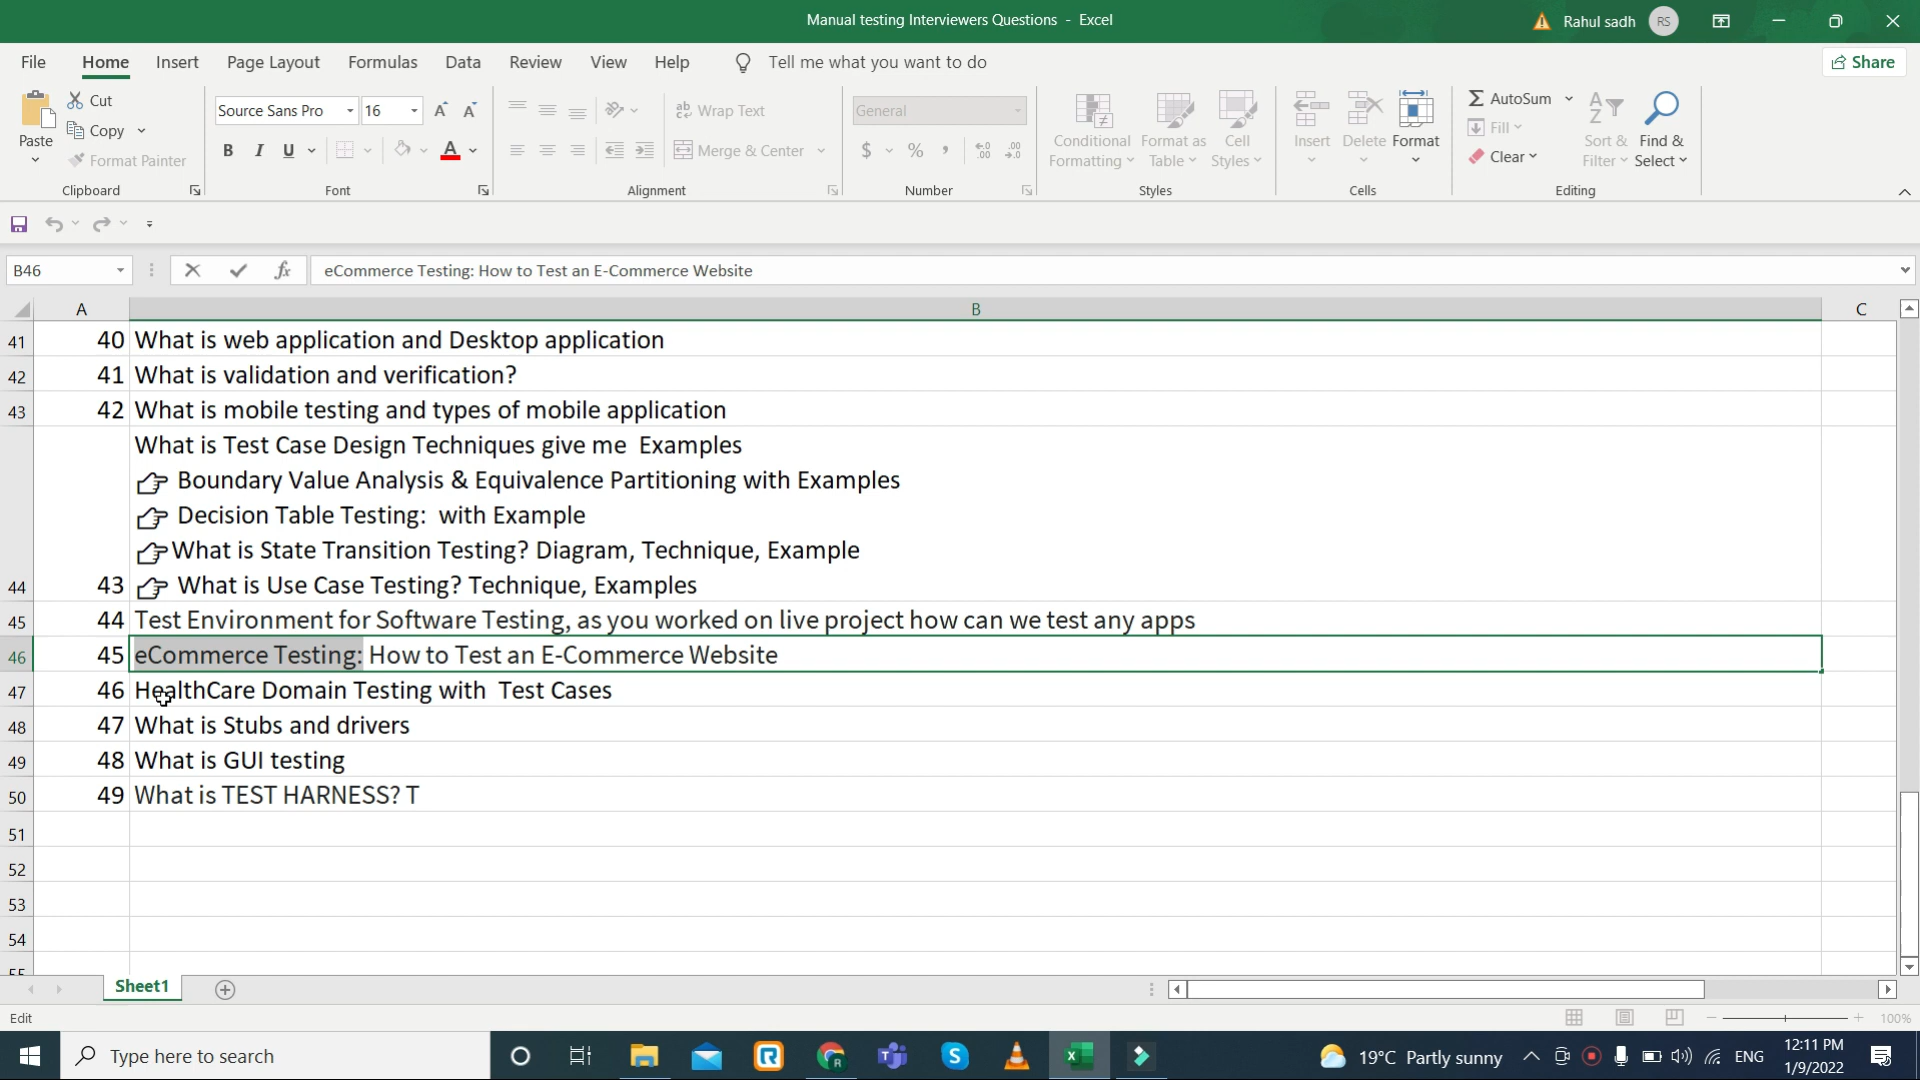 Manual testing Interviewers Questions - Excel
Rahul sadh
RS
File Home Insert Page Layout Formulas Data Review View Help Tell me what you want to do
Share
Paste
Cut
Copy
Format Painter
Clipboard
Source Sans Pro 16
B I U
Font
Wrap Text
Merge & Center
Alignment
General
$ % ,
Number
Conditional Formatting
Format as Table
Cell Styles
Styles
Insert Delete Format
Cells
AutoSum
Fill
Clear
Sort & Filter
Find & Select
Editing
B46
eCommerce Testing: How to Test an E-Commerce Website
A B C
41 40 What is web application and Desktop application
42 41 What is validation and verification?
43 42 What is mobile testing and types of mobile application
What is Test Case Design Techniques give me Examples
👉 Boundary Value Analysis & Equivalence Partitioning with Examples
👉 Decision Table Testing: with Example
👉What is State Transition Testing? Diagram, Technique, Example
44 43 👉 What is Use Case Testing? Technique, Examples
45 44 Test Environment for Software Testing, as you worked on live project how can we test any apps
46 45 eCommerce Testing: How to Test an E-Commerce Website
47 46 HealthCare Domain Testing with Test Cases
48 47 What is Stubs and drivers
49 48 What is GUI testing
50 49 What is TEST HARNESS? T
51
52
53
54
55
Sheet1
Edit
100%
Type here to search
19°C Partly sunny
ENG
12:11 PM
1/9/2022